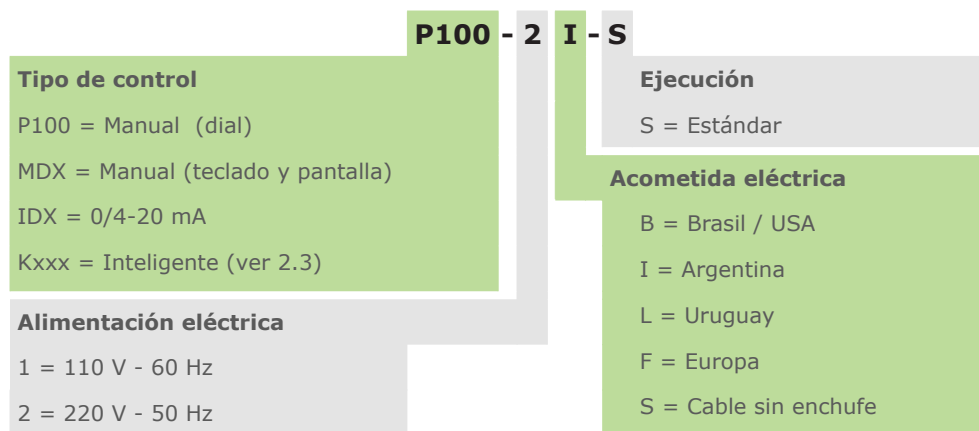 P100 - 2 I - S
Tipo de control
P100 = Manual (dial)
MDX = Manual (teclado y pantalla)
IDX = 0/4-20 mA
Kxxx = Inteligente (ver 2.3)
Alimentación eléctrica
1 = 110 V - 60 Hz
2 = 220 V - 50 Hz
Ejecución
S = Estándar
Acometida eléctrica
B = Brasil / USA
I = Argentina
L = Uruguay
F = Europa
S = Cable sin enchufe